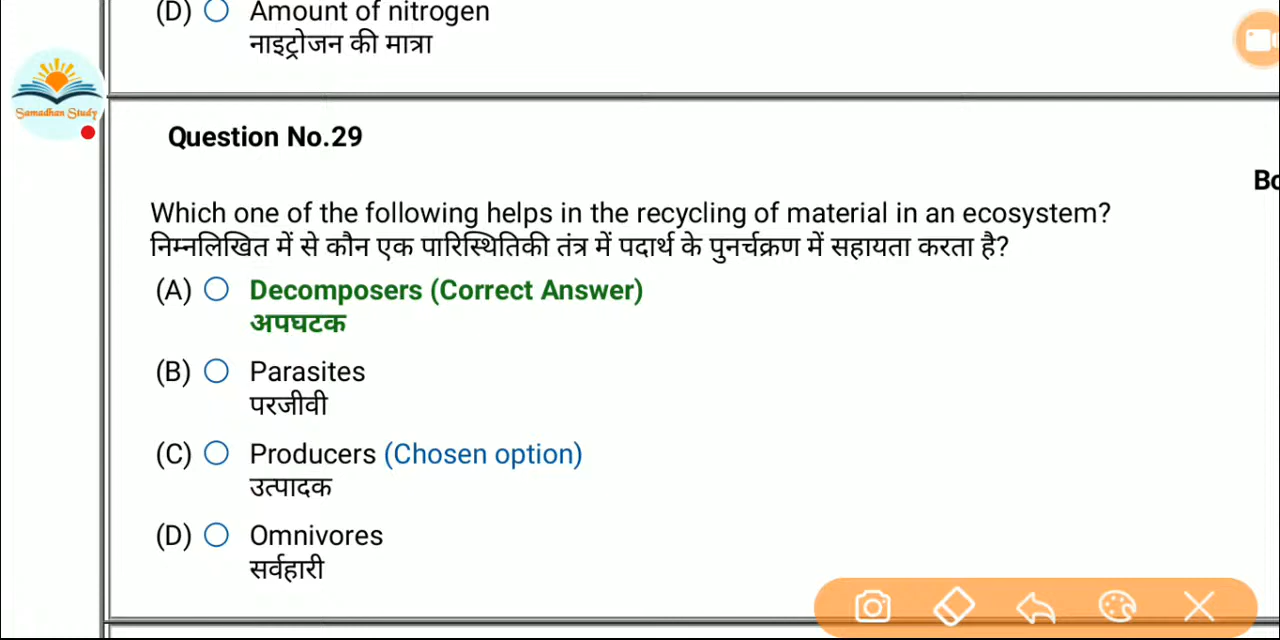 (D) Amount of nitrogen
नाइट्रोजन की मात्रा
Samadhan Study
Question No.29
Which one of the following helps in the recycling of material in an ecosystem?
निम्नलिखित में से कौन एक पारिस्थितिकी तंत्र में पदार्थ के पुनर्चक्रण में सहायता करता है?
(A) Decomposers (Correct Answer)
अपघटक
(B) Parasites
परजीवी
(C) Producers (Chosen option)
उत्पादक
(D) Omnivores
सर्वहारी